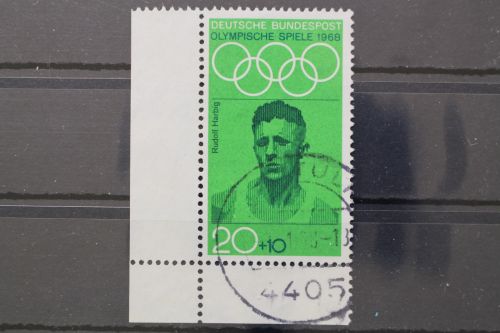 DEUTSCHE BUNDESPOST
OLYMPISCHE SPIELE 1968
Rudolf Harbig
20 +10
4405